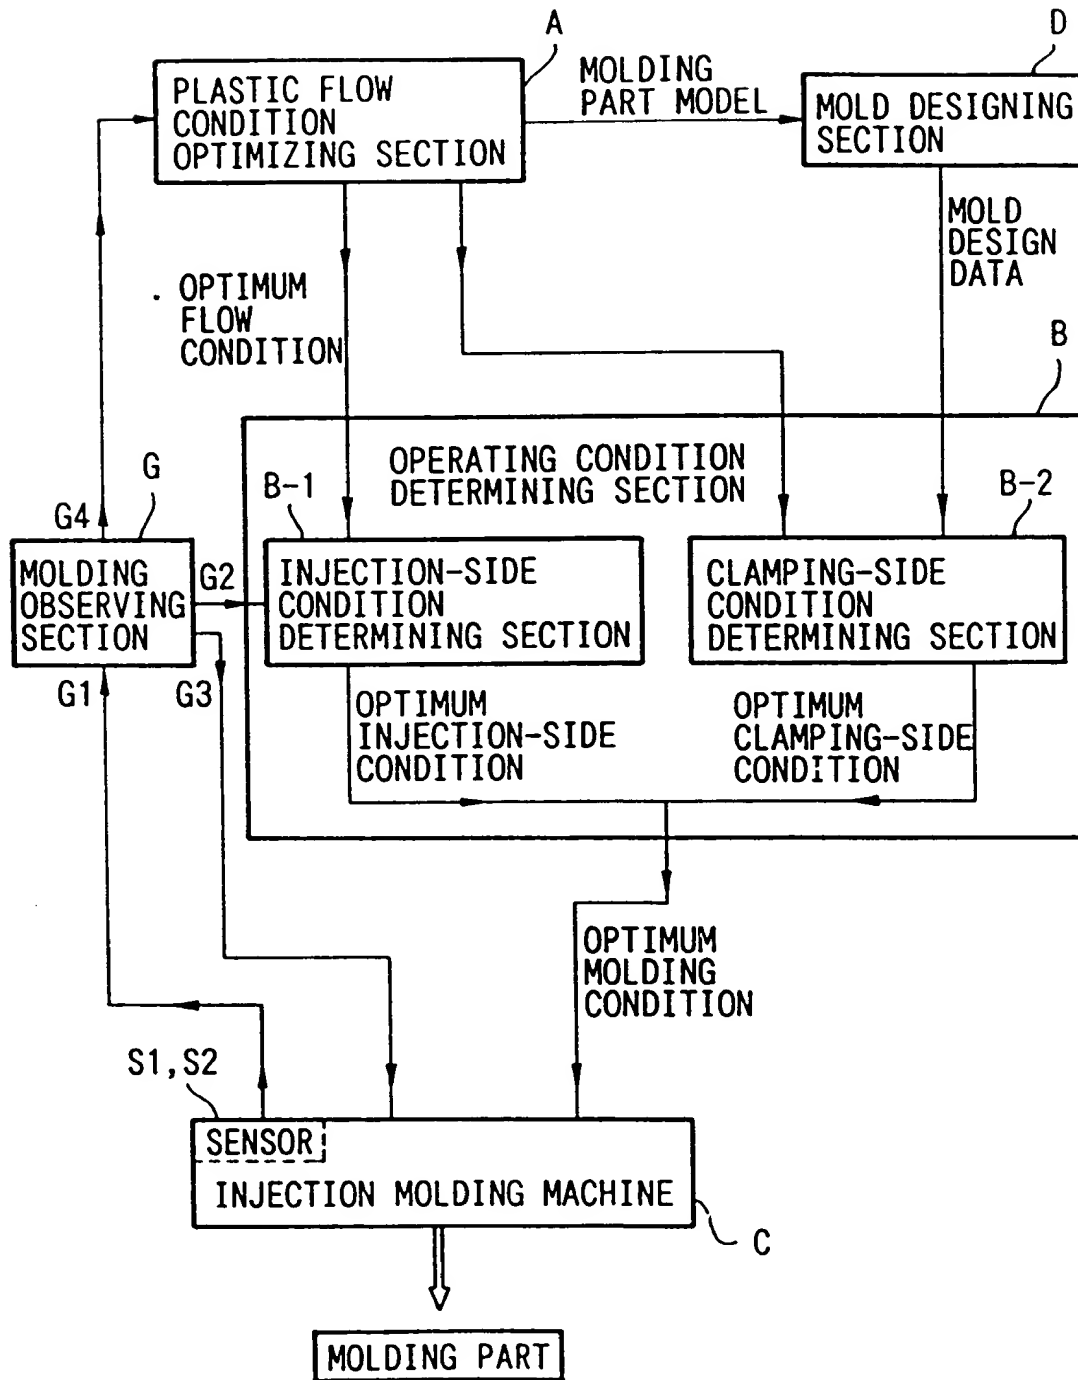 A
D
PLASTIC FLOW
CONDITION
OPTIMIZING SECTION
MOLDING
PART MODEL
MOLD DESIGNING
SECTION
MOLD
DESIGN
DATA
. OPTIMUM
FLOW
CONDITION
B
G
OPERATING CONDITION
DETERMINING SECTION
B-1
B-2
G4
MOLDING
OBSERVING
SECTION
G2
INJECTION-SIDE
CONDITION
DETERMINING SECTION
CLAMPING-SIDE
CONDITION
DETERMINING SECTION
G1
G3
OPTIMUM
INJECTION-SIDE
CONDITION
OPTIMUM
CLAMPING-SIDE
CONDITION
OPTIMUM
MOLDING
CONDITION
S1,S2
SENSOR
INJECTION MOLDING MACHINE
C
MOLDING PART